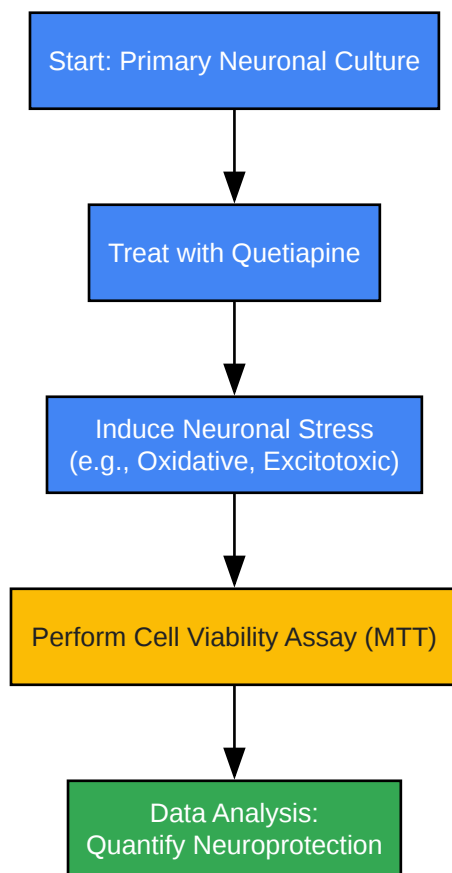 Start: Primary Neuronal Culture
Treat with Quetiapine
Induce Neuronal Stress
(e.g., Oxidative, Excitotoxic)
Perform Cell Viability Assay (MTT)
Data Analysis:
Quantify Neuroprotection